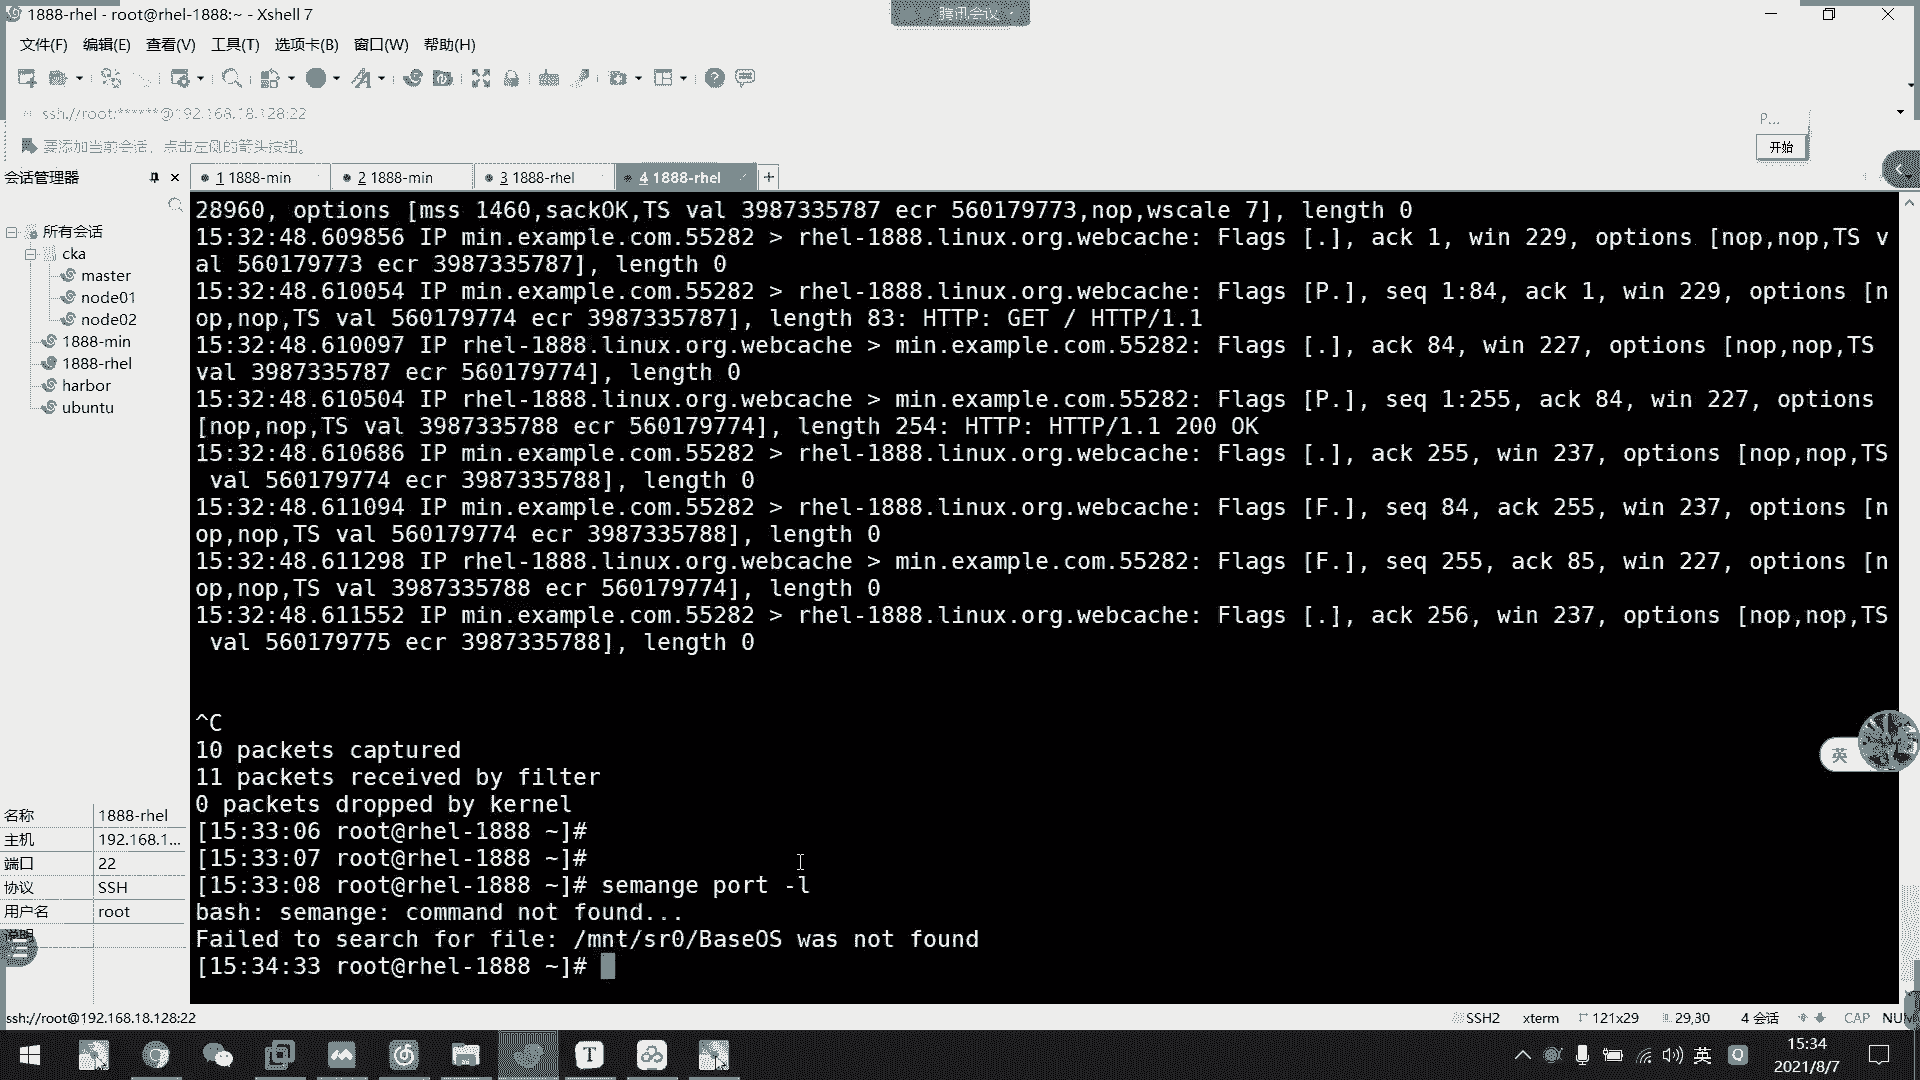 1888-rhel - root@rhel-1888:~ - Xshell 7
腾讯会议
文件(F) 编辑(E) 查看(V) 工具(T) 选项卡(B) 窗口(W) 帮助(H)
ssh://root:******@192.168.18.128:22
P...
要添加当前会话，点击左侧的箭头按钮。
开始
会话管理器
1 1888-min
2 1888-min
3 1888-rhel
4 1888-rhel
所有会话
cka
master
node01
node02
1888-min
1888-rhel
harbor
ubuntu
28960, options [mss 1460,sackOK,TS val 3987335787 ecr 560179773,nop,wscale 7], length 0
15:32:48.609856 IP min.example.com.55282 > rhel-1888.linux.org.webcache: Flags [.], ack 1, win 229, options [nop,nop,TS v
al 560179773 ecr 3987335787], length 0
15:32:48.610054 IP min.example.com.55282 > rhel-1888.linux.org.webcache: Flags [P.], seq 1:84, ack 1, win 229, options [n
op,nop,TS val 560179774 ecr 3987335787], length 83: HTTP: GET / HTTP/1.1
15:32:48.610097 IP rhel-1888.linux.org.webcache > min.example.com.55282: Flags [.], ack 84, win 227, options [nop,nop,TS
val 3987335787 ecr 560179774], length 0
15:32:48.610504 IP rhel-1888.linux.org.webcache > min.example.com.55282: Flags [P.], seq 1:255, ack 84, win 227, options
[nop,nop,TS val 3987335788 ecr 560179774], length 254: HTTP: HTTP/1.1 200 OK
15:32:48.610686 IP min.example.com.55282 > rhel-1888.linux.org.webcache: Flags [.], ack 255, win 237, options [nop,nop,TS
val 560179774 ecr 3987335788], length 0
15:32:48.611094 IP min.example.com.55282 > rhel-1888.linux.org.webcache: Flags [F.], seq 84, ack 255, win 237, options [n
op,nop,TS val 560179774 ecr 3987335788], length 0
15:32:48.611298 IP rhel-1888.linux.org.webcache > min.example.com.55282: Flags [F.], seq 255, ack 85, win 227, options [n
op,nop,TS val 3987335788 ecr 560179774], length 0
15:32:48.611552 IP min.example.com.55282 > rhel-1888.linux.org.webcache: Flags [.], ack 256, win 237, options [nop,nop,TS
val 560179775 ecr 3987335788], length 0
^C
10 packets captured
11 packets received by filter
0 packets dropped by kernel
[15:33:06 root@rhel-1888 ~]#
[15:33:07 root@rhel-1888 ~]#
[15:33:08 root@rhel-1888 ~]# semange port -l
bash: semange: command not found...
Failed to search for file: /mnt/sr0/BaseOS was not found
[15:34:33 root@rhel-1888 ~]#
英
名称 1888-rhel
主机 192.168.1...
端口 22
协议 SSH
用户名 root
说明
ssh://root@192.168.18.128:22
SSH2 xterm 121x29 29,30 4 会话 CAP NUM
英
15:34
2021/8/7